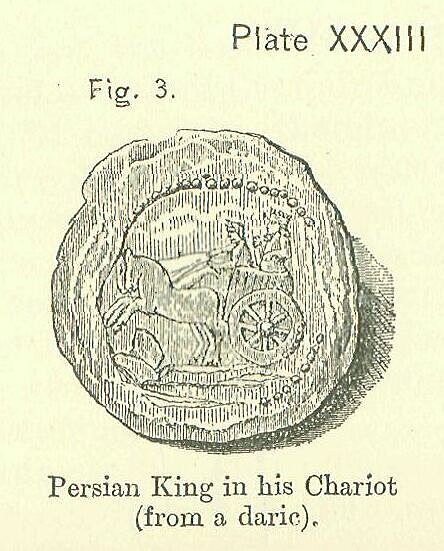 Plate XXXIII
Fig. 3.
Persian King in his Chariot
(from a daric).